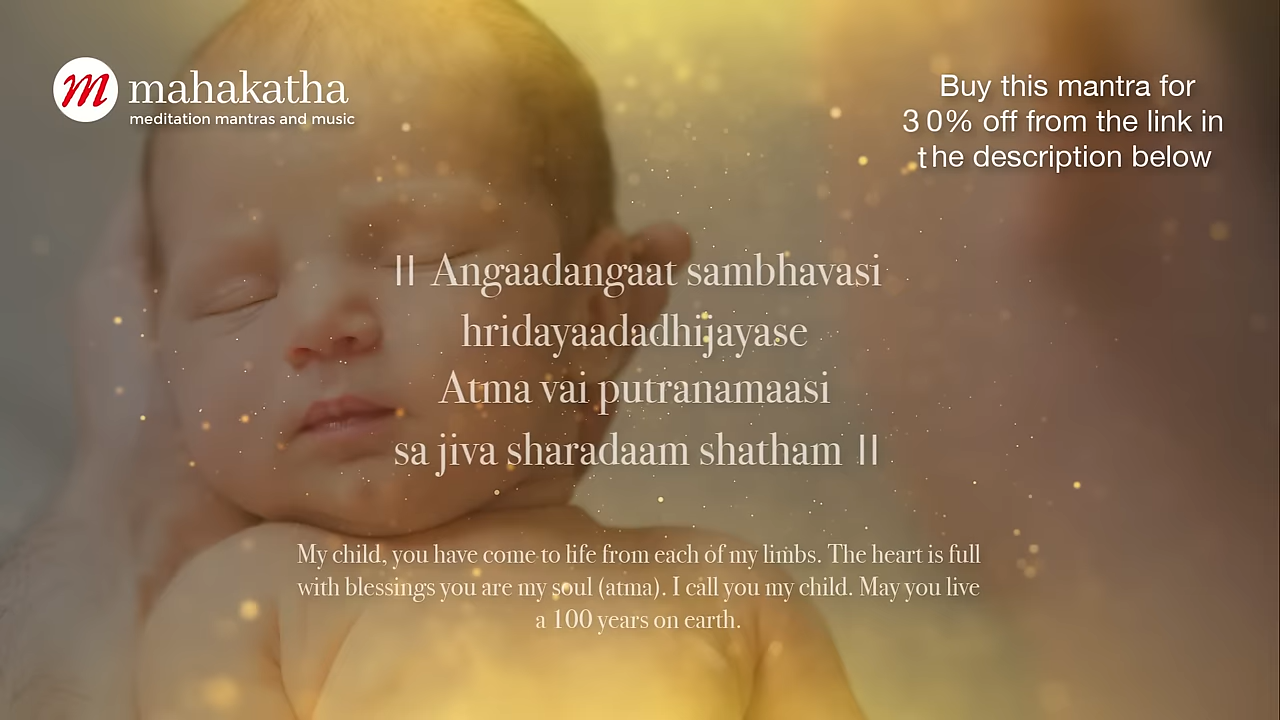 mahakatha
meditation mantras and music
Buy this mantra for
30% off from the link in
the description below
|| Angaadangaat sambhavasi
hridayaadadhijayase
Atma vai putranamaasi
sa jiva sharadaam shatham ||
My child, you have come to life from each of my limbs. The heart is full
with blessings you are my soul (atma). I call you my child. May you live
a 100 years on earth.